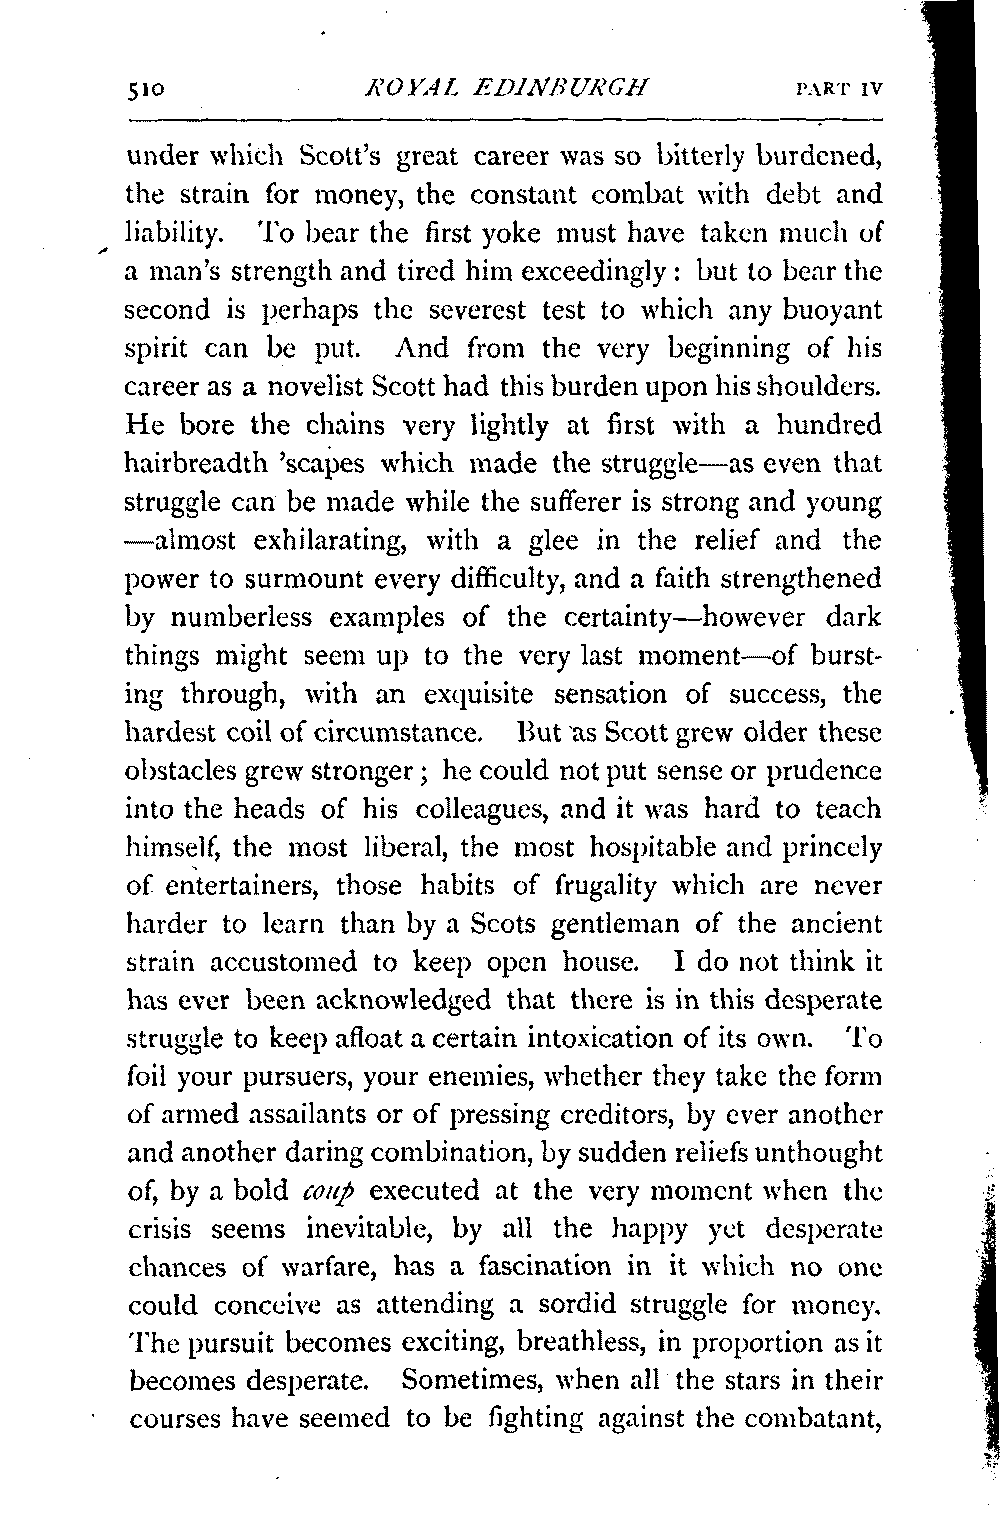 510 ROYAL EDINBURGH PART IV
under which Scott's great career was so bitterly burdened,
the strain for money, the constant combat with debt and
liability. To bear the first yoke must have taken much of
a man's strength and tired him exceedingly: but to bear the
second is perhaps the severest test to which any buoyant
spirit can be put. And from the very beginning of his
career as a novelist Scott had this burden upon his shoulders.
He bore the chains very lightly at first with a hundred
hairbreadth 'scapes which made the struggle—as even that
struggle can be made while the sufferer is strong and young
—almost exhilarating, with a glee in the relief and the
power to surmount every difficulty, and a faith strengthened
by numberless examples of the certainty—however dark
things might seem up to the very last moment—of burst-
ing through, with an exquisite sensation of success, the
hardest coil of circumstance. But as Scott grew older these
obstacles grew stronger; he could not put sense or prudence
into the heads of his colleagues, and it was hard to teach
himself, the most liberal, the most hospitable and princely
of entertainers, those habits of frugality which are never
harder to learn than by a Scots gentleman of the ancient
strain accustomed to keep open house. I do not think it
has ever been acknowledged that there is in this desperate
struggle to keep afloat a certain intoxication of its own. To
foil your pursuers, your enemies, whether they take the form
of armed assailants or of pressing creditors, by ever another
and another daring combination, by sudden reliefs unthought
of, by a bold coup executed at the very moment when the
crisis seems inevitable, by all the happy yet desperate
chances of warfare, has a fascination in it which no one
could conceive as attending a sordid struggle for money.
The pursuit becomes exciting, breathless, in proportion as it
becomes desperate. Sometimes, when all the stars in their
courses have seemed to be fighting against the combatant,